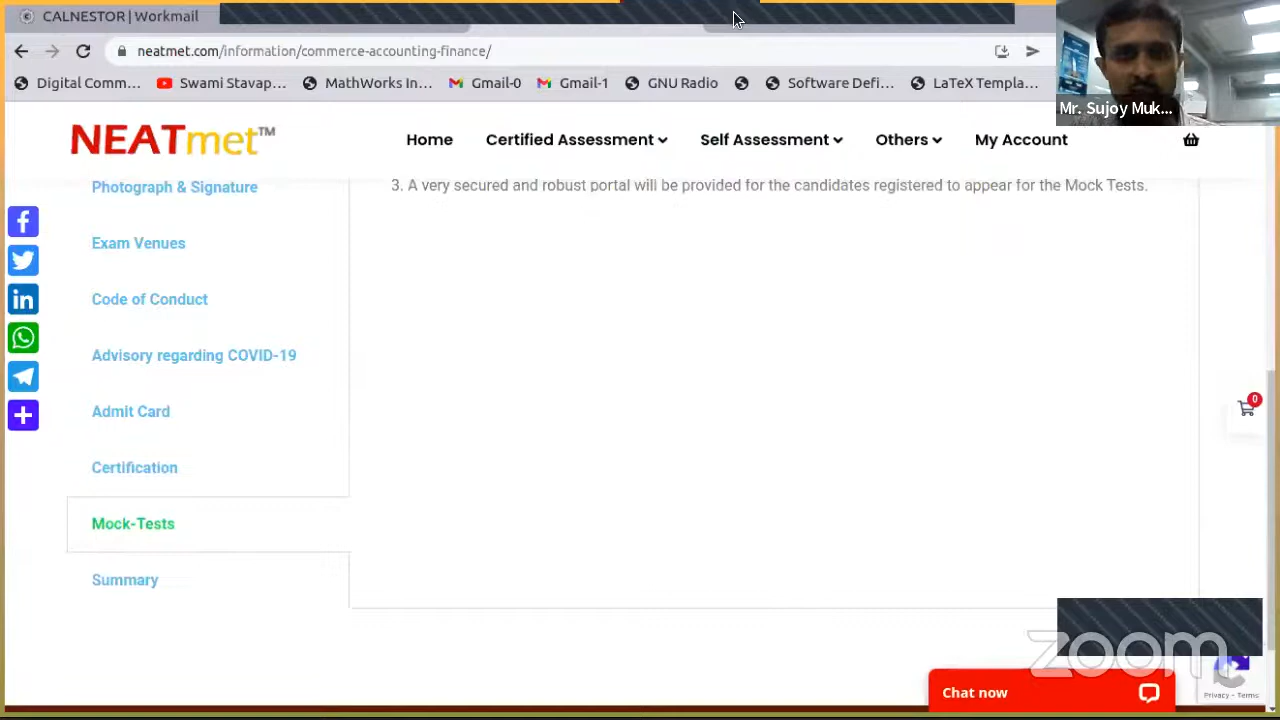 CALNESTOR | Workmail
neatmet.com/information/commerce-accounting-finance/
Digital Comm... Swami Stavap... MathWorks In... Gmail-0 Gmail-1 GNU Radio Software Defi... LaTeX Templa...
Mr. Sujoy Muk...
NEATmet™ Home Certified Assessment Self Assessment Others My Account
Photograph & Signature
3. A very secured and robust portal will be provided for the candidates registered to appear for the Mock Tests.
Exam Venues
Code of Conduct
Advisory regarding COVID-19
Admit Card
0
Certification
Mock-Tests
Summary
zoom
Chat now
Privacy - Terms